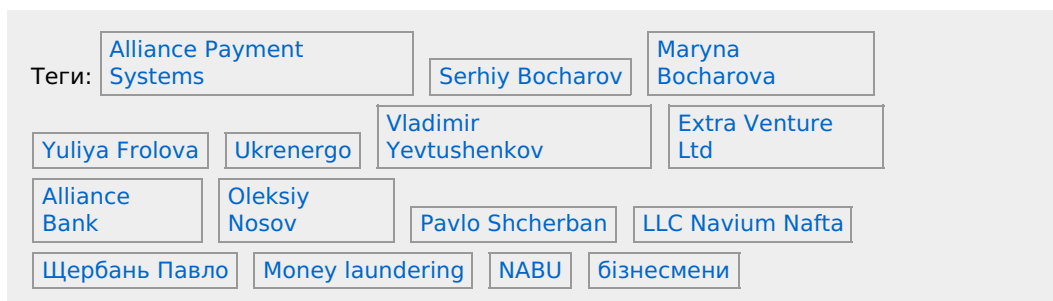 Теги:
Alliance Payment
Systems
Serhiy Bocharov
Maryna
Bocharova
Yuliya Frolova
Ukrenergo
Vladimir
Yevtushenkov
Extra Venture
Ltd
Alliance
Bank
Oleksiy
Nosov
Pavlo Shcherban
LLC Navium Nafta
Щербань Павло
Money laundering
NABU
бізнесмени